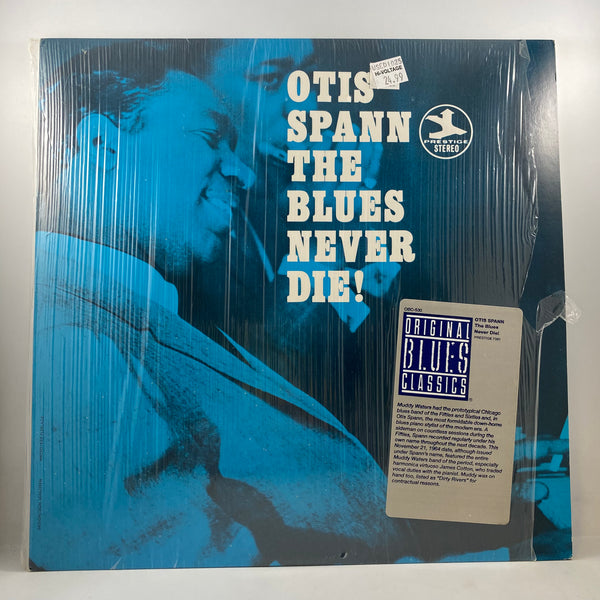 USED1023
HI-VOLTAGE
24.99
OTIS
SPANN
THE
BLUES
NEVER
DIE!
PRESTIGE
STEREO
OBC-530
ORIGINAL
BLUES
CLASSICS
OTIS SPANN
The Blues
Never Die!
PRESTIGE 7391
Muddy Waters had the prototypical Chicago
blues band of the Fifties and Sixties and, in
Otis Spann, the most formidable down-home
blues piano stylist of the modern era. A
sideman on countless sessions during the
Fifties, Spann recorded regularly under his
own name throughout the next decade. This
November 21, 1964 date, although issued
under Spann's name, featured the entire
Muddy Waters band of the period, especially
harmonica virtuoso James Cotton, who traded
vocal duties with the pianist. Muddy was on
hand too, listed as "Dirty Rivers" for
contractual reasons.